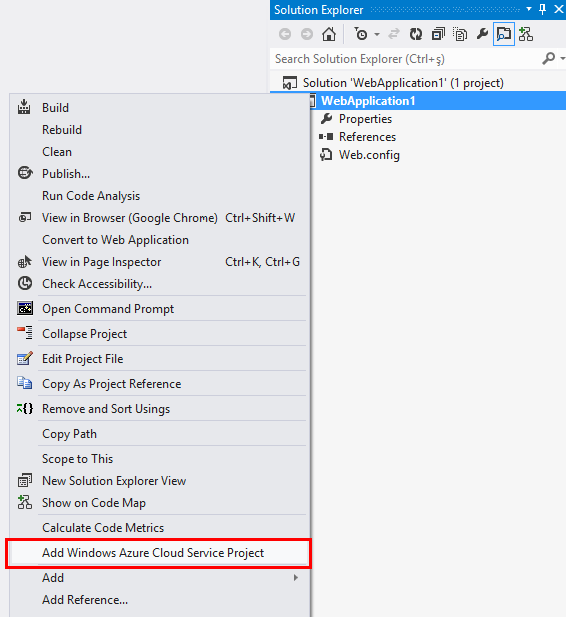 Solution Explorer
Search Solution Explorer (Ctrl+ş)
Solution 'WebApplication1' (1 project)
WebApplication1
Properties
References
Web.config
Build
Rebuild
Clean
Publish...
Run Code Analysis
View in Browser (Google Chrome) Ctrl+Shift+W
Convert to Web Application
View in Page Inspector Ctrl+K, Ctrl+G
Check Accessibility...
Open Command Prompt
Collapse Project
Edit Project File
Copy As Project Reference
Remove and Sort Usings
Copy Path
Scope to This
New Solution Explorer View
Show on Code Map
Calculate Code Metrics
Add Windows Azure Cloud Service Project
Add
Add Reference...